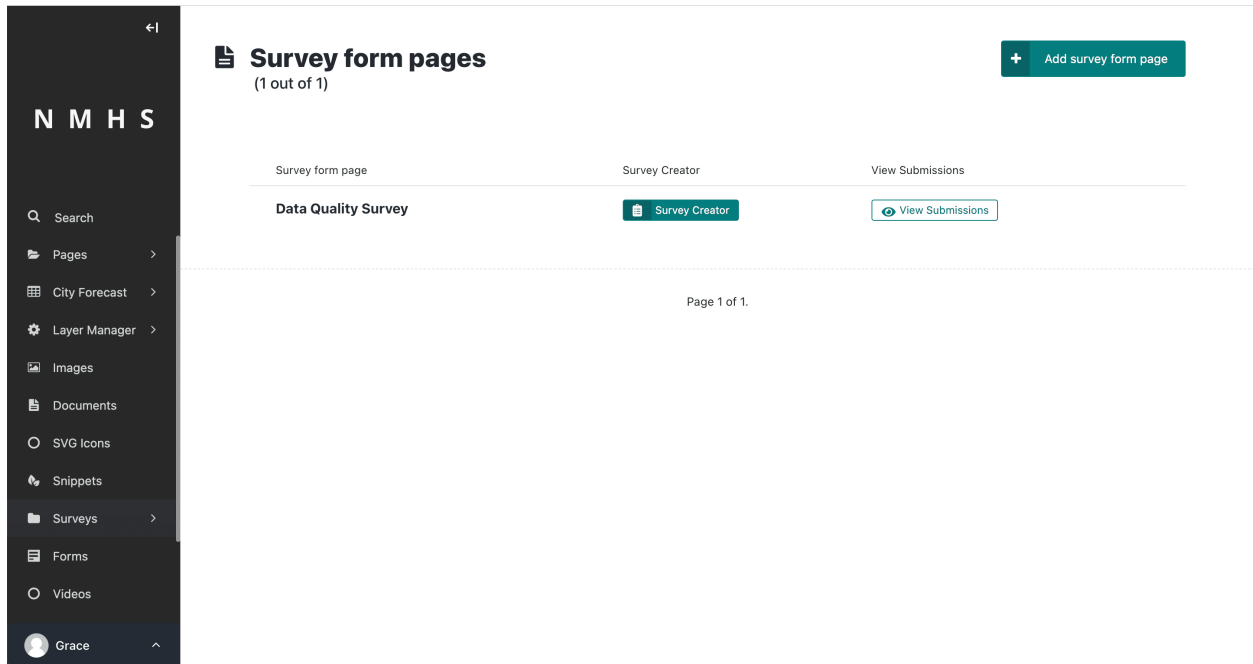 N M H S
Search
Pages
City Forecast
Layer Manager
Images
Documents
SVG Icons
Snippets
Surveys
Forms
Videos
Grace
Survey form pages
(1 out of 1)
Add survey form page
Survey form page Survey Creator View Submissions
Data Quality Survey Survey Creator View Submissions
Page 1 of 1.